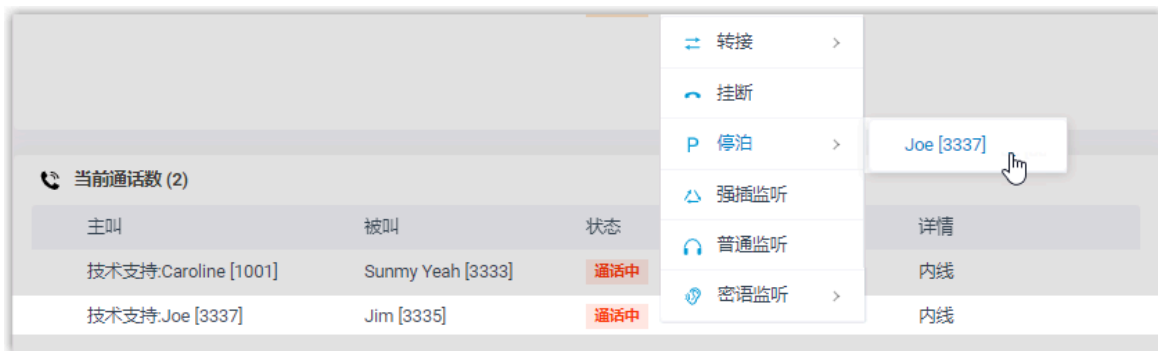 转接
挂断
P 停泊
Joe [3337]
强插监听
普通监听
密语监听
当前通话数 (2)
主叫 被叫 状态 详情
技术支持:Caroline [1001] Sunmy Yeah [3333] 通话中 内线
技术支持:Joe [3337] Jim [3335] 通话中 内线